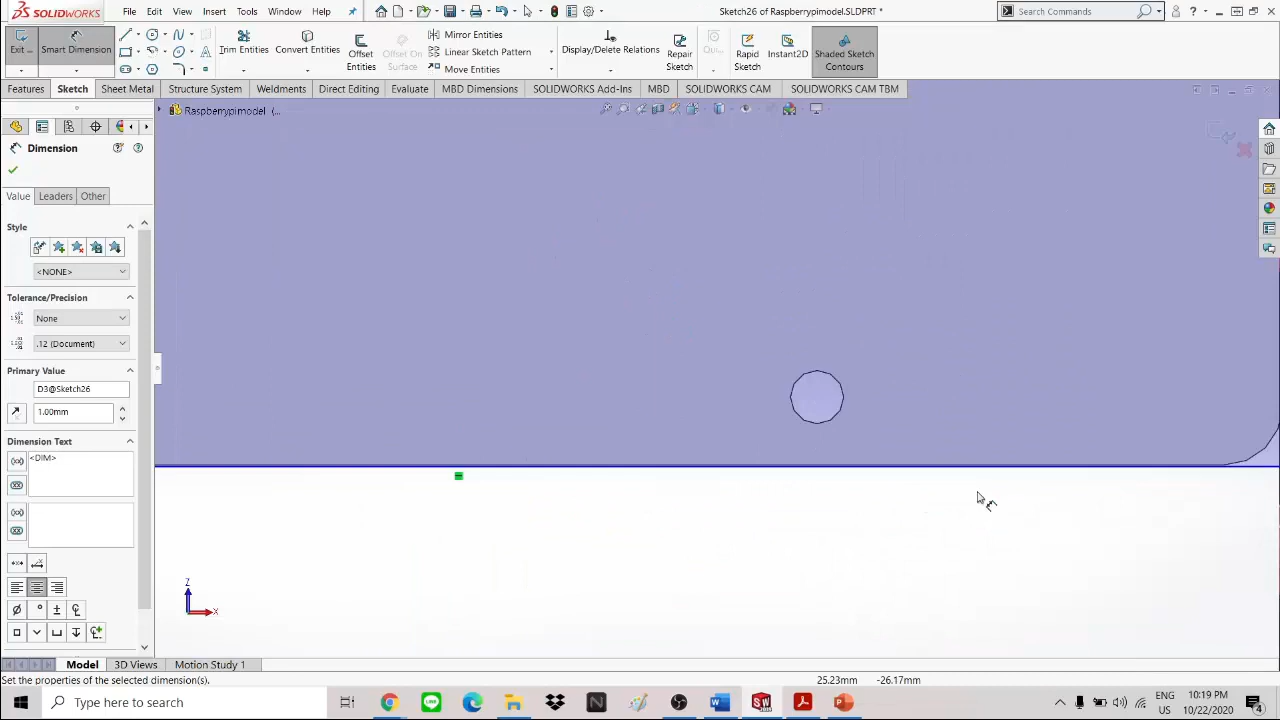 SOLIDWORKS File Edit View Insert Tools Window Help Sketch26 of Raspberrypimodel.SLDPRT * Search Commands
Exit ... Smart Dimension Trim Entities Convert Entities Offset Entities Offset On Surface Mirror Entities Linear Sketch Pattern Move Entities Display/Delete Relations Repair Sketch Qui... Rapid Sketch Instant2D Shaded Sketch Contours
Features Sketch Sheet Metal Structure System Weldments Direct Editing Evaluate MBD Dimensions SOLIDWORKS Add-Ins MBD SOLIDWORKS CAM SOLIDWORKS CAM TBM
Raspberrypimodel (...
Dimension
Value Leaders Other
Style
<NONE>
Tolerance/Precision
None
.12 (Document)
Primary Value
D3@Sketch26
1.00mm
Dimension Text
<DIM>
Z
X
Model 3D Views Motion Study 1
Set the properties of the selected dimension(s). 25.23mm -26.17mm
Type here to search
ENG 10:19 PM
US 10/22/2020 4